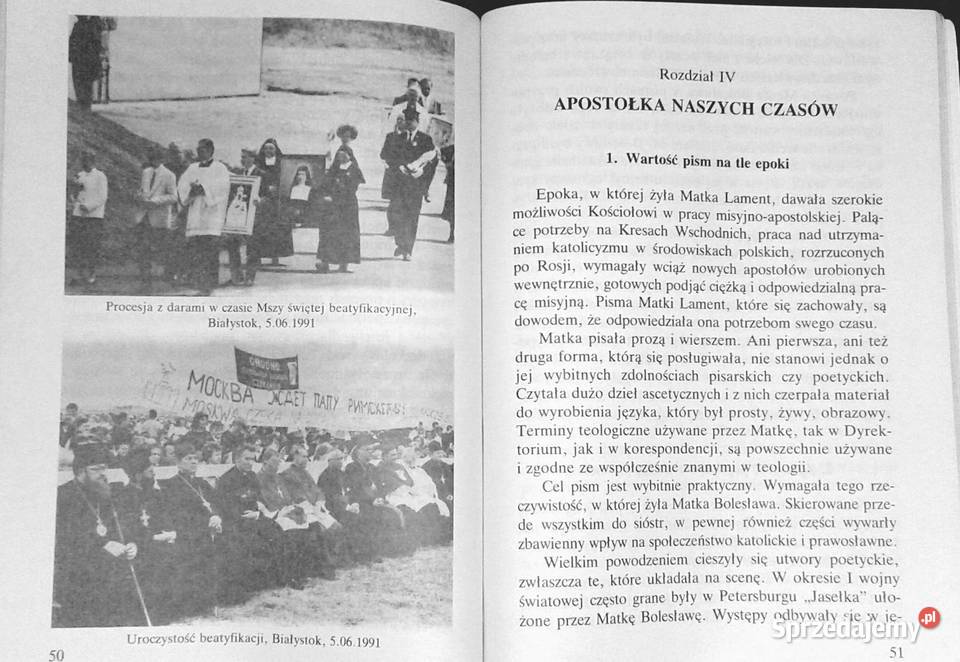 Procesja z darami w czasie Mszy świętej beatyfikacyjnej,
Białystok, 5.06.1991
GRODNO
МОСКВА ЖДЕТ ПАПУ РИМСКОГО
MOSKWA CZEKA
Uroczystość beatyfikacji, Białystok, 5.06.1991
50
Rozdział IV
APOSTOŁKA NASZYCH CZASÓW
1. Wartość pism na tle epoki
Epoka, w której żyła Matka Lament, dawała szerokie
możliwości Kościołowi w pracy misyjno-apostolskiej. Palą-
ce potrzeby na Kresach Wschodnich, praca nad utrzyma-
niem katolicyzmu w środowiskach polskich, rozrzuconych
po Rosji, wymagały wciąż nowych apostołów urobionych
wewnętrznie, gotowych podjąć ciężką i odpowiedzialną pra-
cę misyjną. Pisma Matki Lament, które się zachowały, są
dowodem, że odpowiedziała ona potrzebom swego czasu.
Matka pisała prozą i wierszem. Ani pierwsza, ani też
druga forma, którą się posługiwała, nie stanowi jednak o
jej wybitnych zdolnościach pisarskich czy poetyckich.
Czytała dużo dzieł ascetycznych i z nich czerpała materiał
do wyrobienia języka, który był prosty, żywy, obrazowy.
Terminy teologiczne używane przez Matkę, tak w Dyrek-
torium, jak i w korespondencji, są powszechnie używane
i zgodne ze współcześnie znanymi w teologii.
Cel pism jest wybitnie praktyczny. Wymagała tego rze-
czywistość, w której żyła Matka Bolesława. Skierowane prze-
de wszystkim do sióstr, w pewnej również części wywarły
zbawienny wpływ na społeczeństwo katolickie i prawosławne.
Wielkim powodzeniem cieszyły się utwory poetyckie,
zwłaszcza te, które układała na scenę. W okresie I wojny
światowej często grane były w Petersburgu „Jasełka” uło-
żone przez Matkę Bolesławę. Występy odbywały się w je-
51
Sprzedajemy.pl